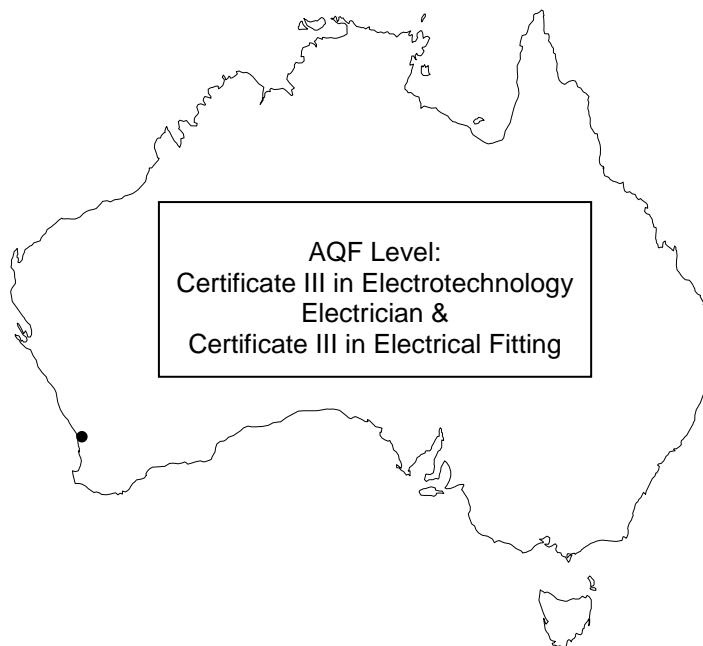 AQF Level:
Certificate III in Electrotechnology
Electrician &
Certificate III in Electrical Fitting